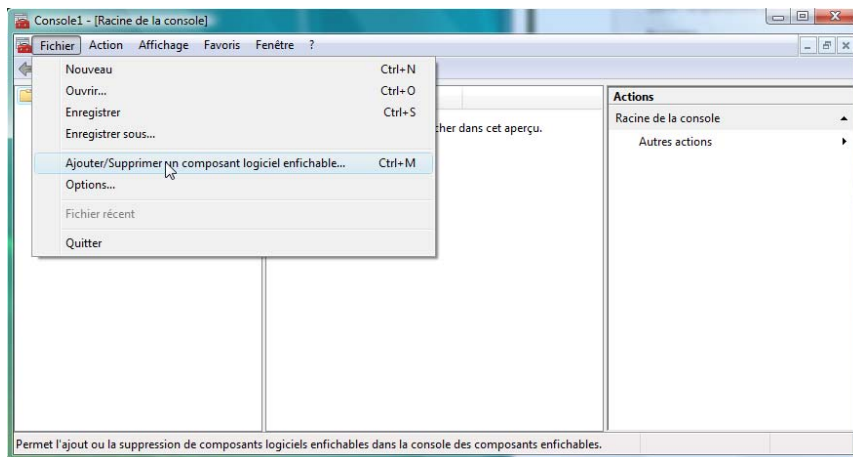 Console1 - [Racine de la console]
Fichier Action Affichage Favoris Fenêtre ?
Nouveau Ctrl+N
Ouvrir... Ctrl+O
Enregistrer Ctrl+S
Enregistrer sous...
Ajouter/Supprimer un composant logiciel enfichable... Ctrl+M
Options...
Fichier récent
Quitter
cher dans cet aperçu.
Actions
Racine de la console
Autres actions
Permet l'ajout ou la suppression de composants logiciels enfichables dans la console des composants enfichables.